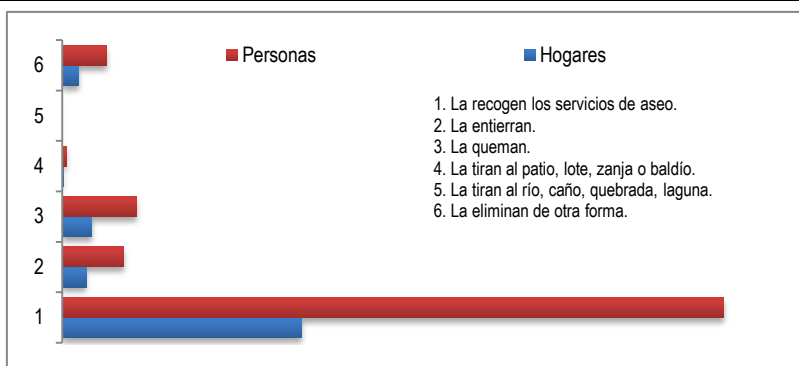 Personas
Hogares
6
5
4
3
2
1
1. La recogen los servicios de aseo.
2. La entierran.
3. La queman.
4. La tiran al patio, lote, zanja o baldío.
5. La tiran al río, caño, quebrada, laguna.
6. La eliminan de otra forma.